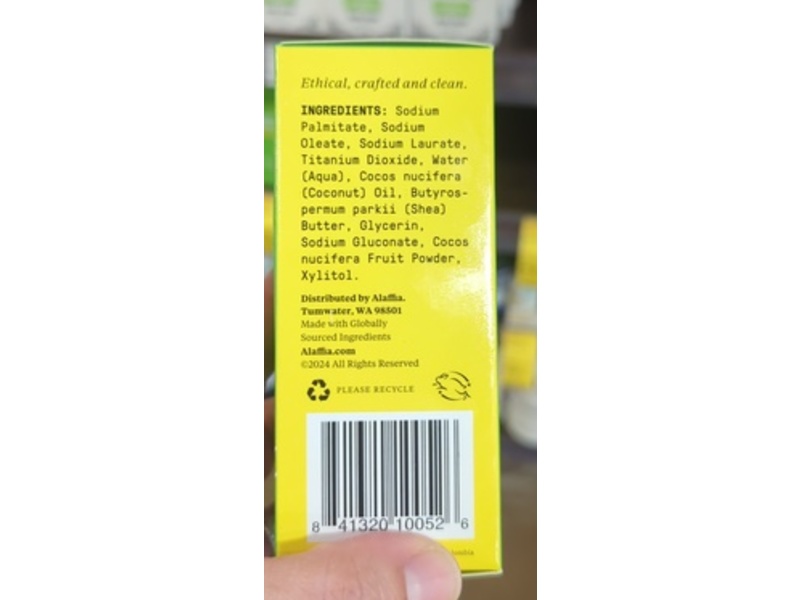 Ethical, crafted and clean.
INGREDIENTS: Sodium
Palmitate, Sodium
Oleate, Sodium Laurate,
Titanium Dioxide, Water
(Aqua), Cocos nucifera
(Coconut) Oil, Butyros-
permum parkii (Shea)
Butter, Glycerin,
Sodium Gluconate, Cocos
nucifera Fruit Powder,
Xylitol.
Distributed by Alaffia.
Tumwater, WA 98501
Made with Globally
Sourced Ingredients
Alaffia.com
©2024 All Rights Reserved
PLEASE RECYCLE
8 41320 10052 6